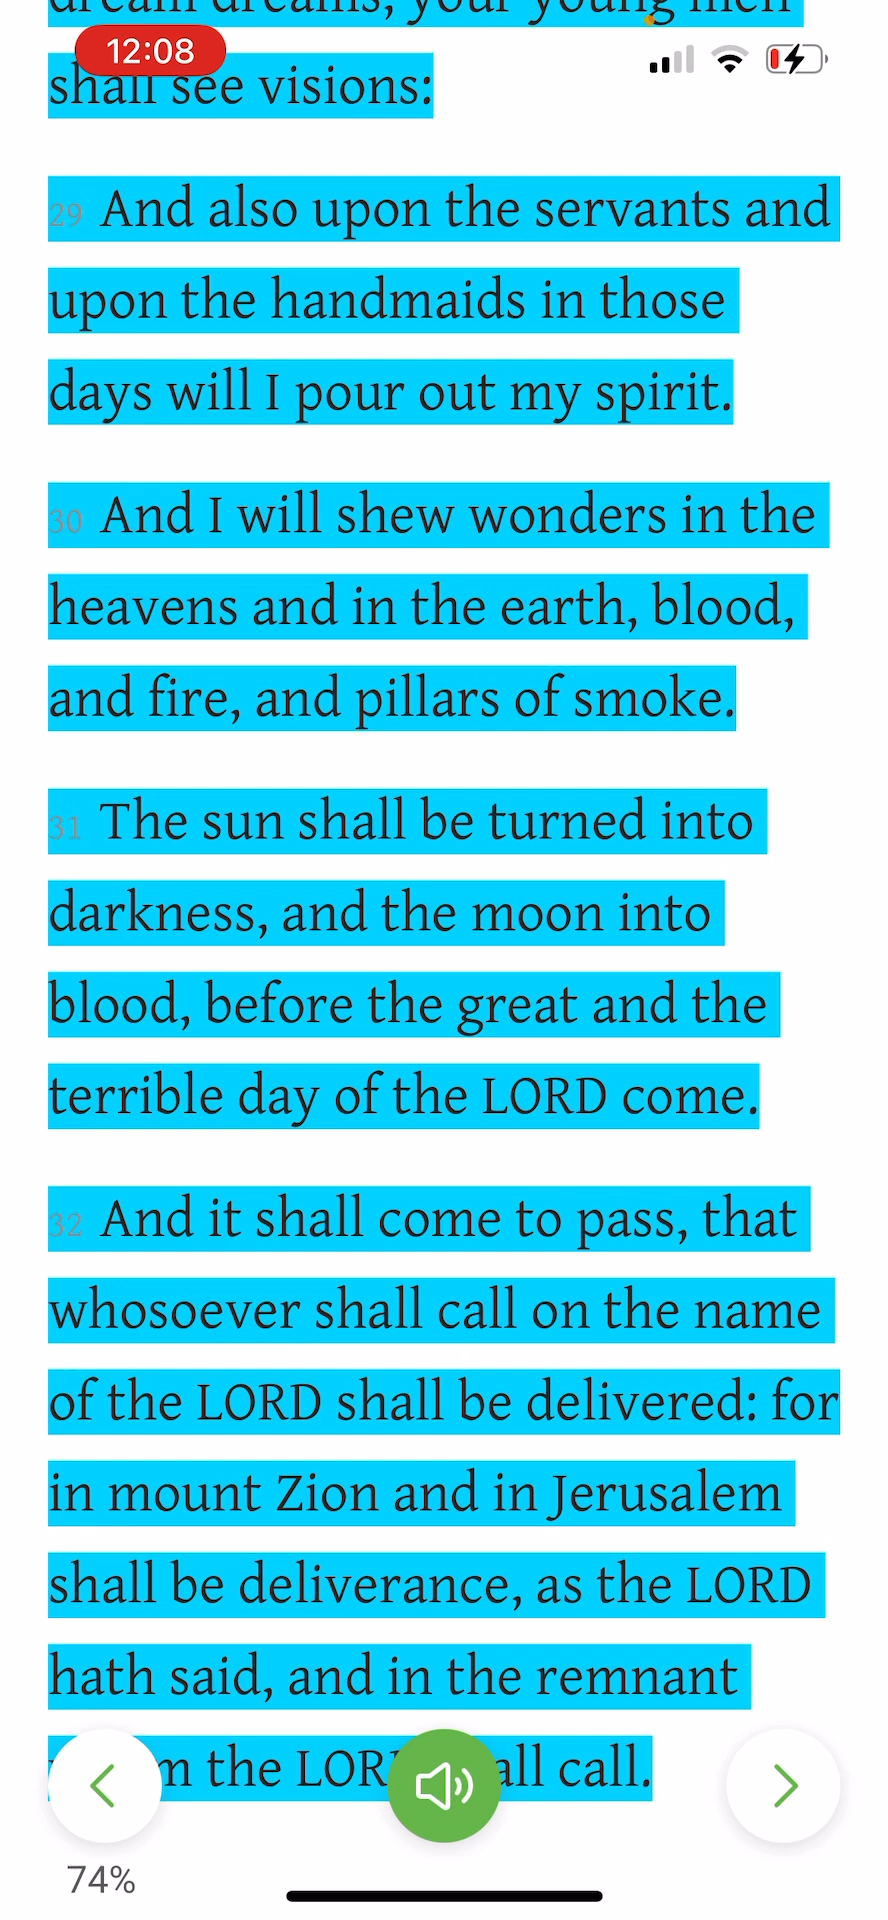 dream dreams, your young men
12:08
shall see visions:
29 And also upon the servants and
upon the handmaids in those
days will I pour out my spirit.
30 And I will shew wonders in the
heavens and in the earth, blood,
and fire, and pillars of smoke.
31 The sun shall be turned into
darkness, and the moon into
blood, before the great and the
terrible day of the LORD come.
32 And it shall come to pass, that
whosoever shall call on the name
of the LORD shall be delivered: for
in mount Zion and in Jerusalem
shall be deliverance, as the LORD
hath said, and in the remnant
the call.
74%